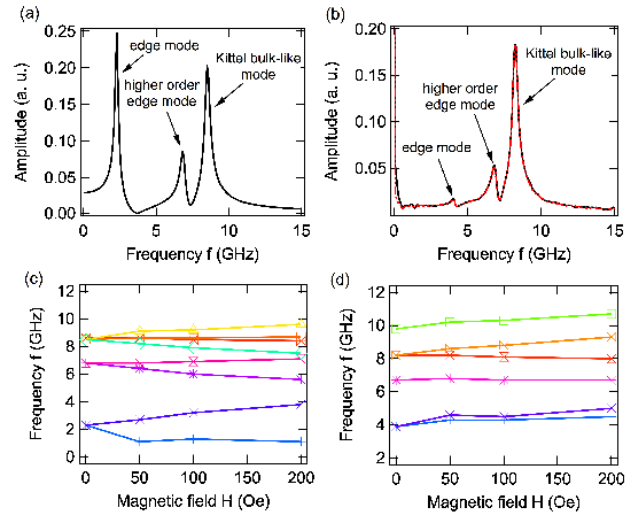 (a)
0.25
0.20
0.15
0.10
0.05
0.00
Amplitude (a. u.)
edge mode
higher order
edge mode
Kittel bulk-like
mode
0
5
10
15
Frequency f (GHz)
(b)
0.20
0.15
0.10
0.05
Amplitude (a. u.)
Kittel bulk-like
mode
higher order
edge mode
edge mode
0
5
10
15
Frequency f (GHz)
(c)
12
10
8
6
4
2
0
Frequency f (GHz)
0
50
100
150
200
Magnetic field H (Oe)
(d)
12
10
8
6
4
2
Frequency f (GHz)
0
50
100
150
200
Magnetic field H (Oe)